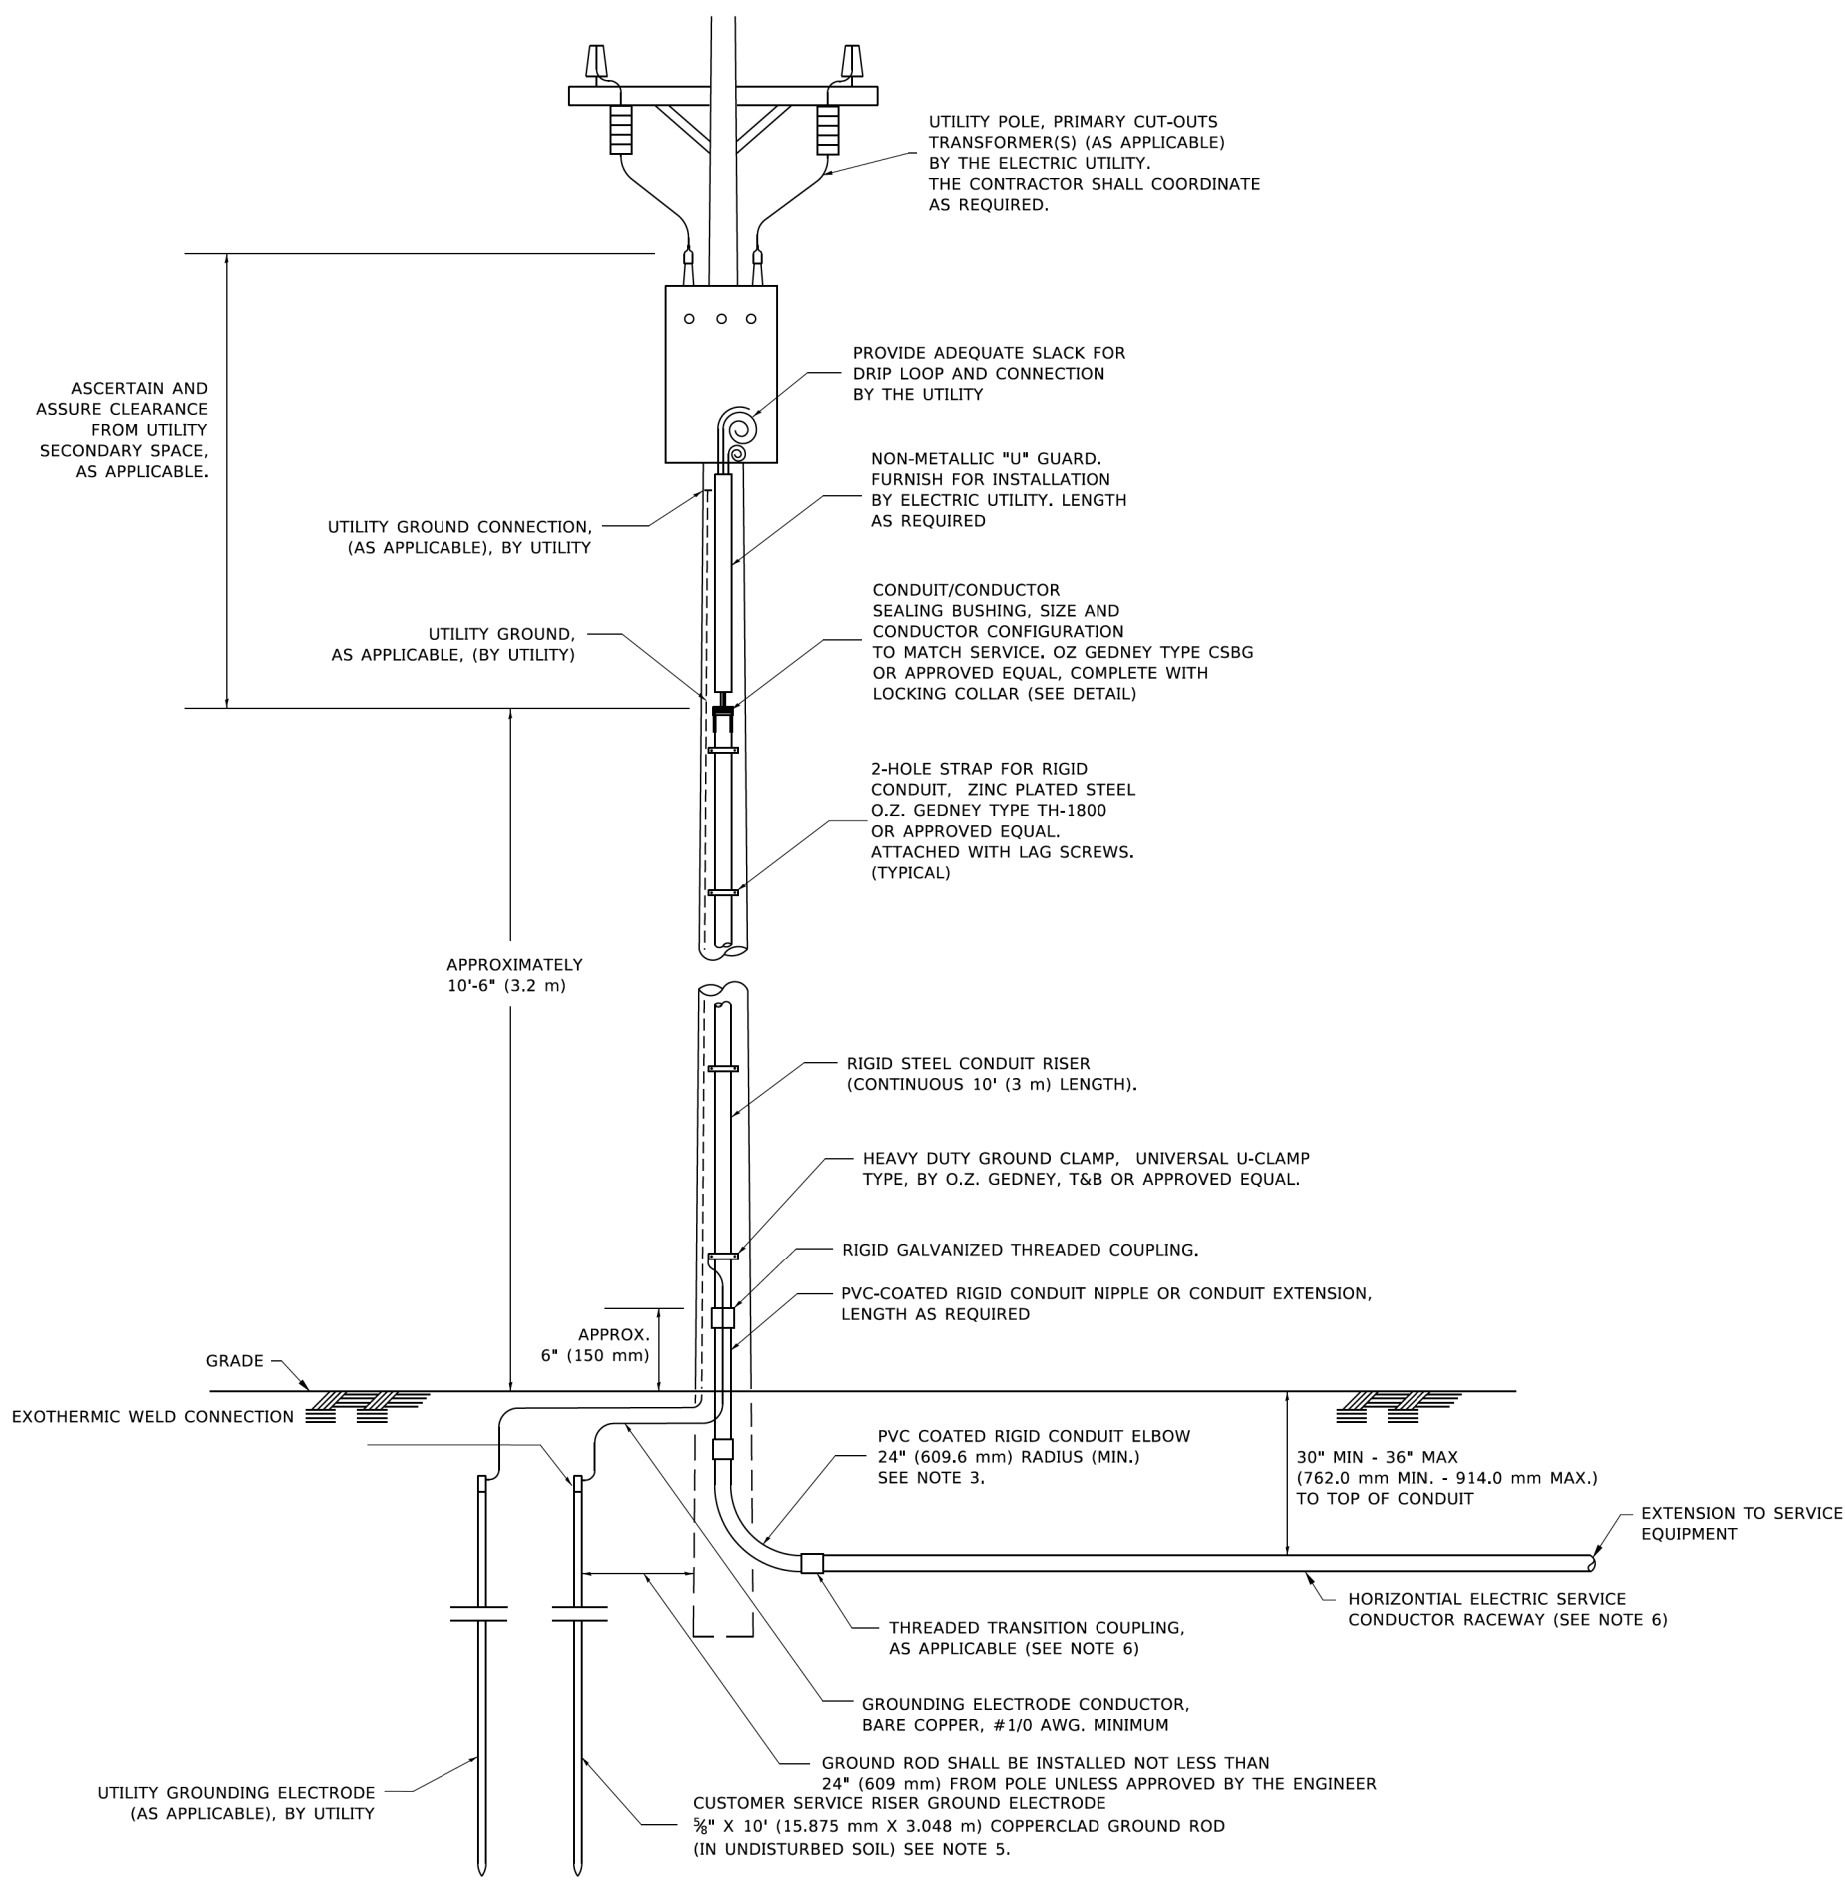 UTILITY POLE, PRIMARY CUT-OUTS
TRANSFORMER(S) (AS APPLICABLE)
BY THE ELECTRIC UTILITY.
THE CONTRACTOR SHALL COORDINATE
AS REQUIRED.
PROVIDE ADEQUATE SLACK FOR
DRIP LOOP AND CONNECTION
BY THE UTILITY
ASCERTAIN AND
ASSURE CLEARANCE
FROM UTILITY
SECONDARY SPACE,
AS APPLICABLE.
NON-METALLIC "U" GUARD.
FURNISH FOR INSTALLATION
BY ELECTRIC UTILITY. LENGTH
AS REQUIRED
UTILITY GROUND CONNECTION,
(AS APPLICABLE), BY UTILITY
CONDUIT/CONDUCTOR
SEALING BUSHING, SIZE AND
CONDUCTOR CONFIGURATION
TO MATCH SERVICE. OZ GEDNEY TYPE CSBG
OR APPROVED EQUAL, COMPLETE WITH
LOCKING COLLAR (SEE DETAIL)
UTILITY GROUND,
AS APPLICABLE, (BY UTILITY)
2-HOLE STRAP FOR RIGID
CONDUIT, ZINC PLATED STEEL
O.Z. GEDNEY TYPE TH-1800
OR APPROVED EQUAL.
ATTACHED WITH LAG SCREWS.
(TYPICAL)
APPROXIMATELY
10'-6" (3.2 m)
RIGID STEEL CONDUIT RISER
(CONTINUOUS 10' (3 m) LENGTH).
HEAVY DUTY GROUND CLAMP, UNIVERSAL U-CLAMP
TYPE, BY O.Z. GEDNEY, T&B OR APPROVED EQUAL.
RIGID GALVANIZED THREADED COUPLING.
PVC-COATED RIGID CONDUIT NIPPLE OR CONDUIT EXTENSION,
LENGTH AS REQUIRED
APPROX.
6" (150 mm)
GRADE
EXOTHERMIC WELD CONNECTION
PVC COATED RIGID CONDUIT ELBOW
24" (609.6 mm) RADIUS (MIN.)
SEE NOTE 3.
30" MIN - 36" MAX
(762.0 mm MIN. - 914.0 mm MAX.)
TO TOP OF CONDUIT
EXTENSION TO SERVICE
EQUIPMENT
HORIZONTIAL ELECTRIC SERVICE
CONDUCTOR RACEWAY (SEE NOTE 6)
THREADED TRANSITION COUPLING,
AS APPLICABLE (SEE NOTE 6)
GROUNDING ELECTRODE CONDUCTOR,
BARE COPPER, #1/0 AWG. MINIMUM
GROUND ROD SHALL BE INSTALLED NOT LESS THAN
24" (609 mm) FROM POLE UNLESS APPROVED BY THE ENGINEER
UTILITY GROUNDING ELECTRODE
(AS APPLICABLE), BY UTILITY
CUSTOMER SERVICE RISER GROUND ELECTRODE
⅝" X 10' (15.875 mm X 3.048 m) COPPERCLAD GROUND ROD
(IN UNDISTURBED SOIL) SEE NOTE 5.